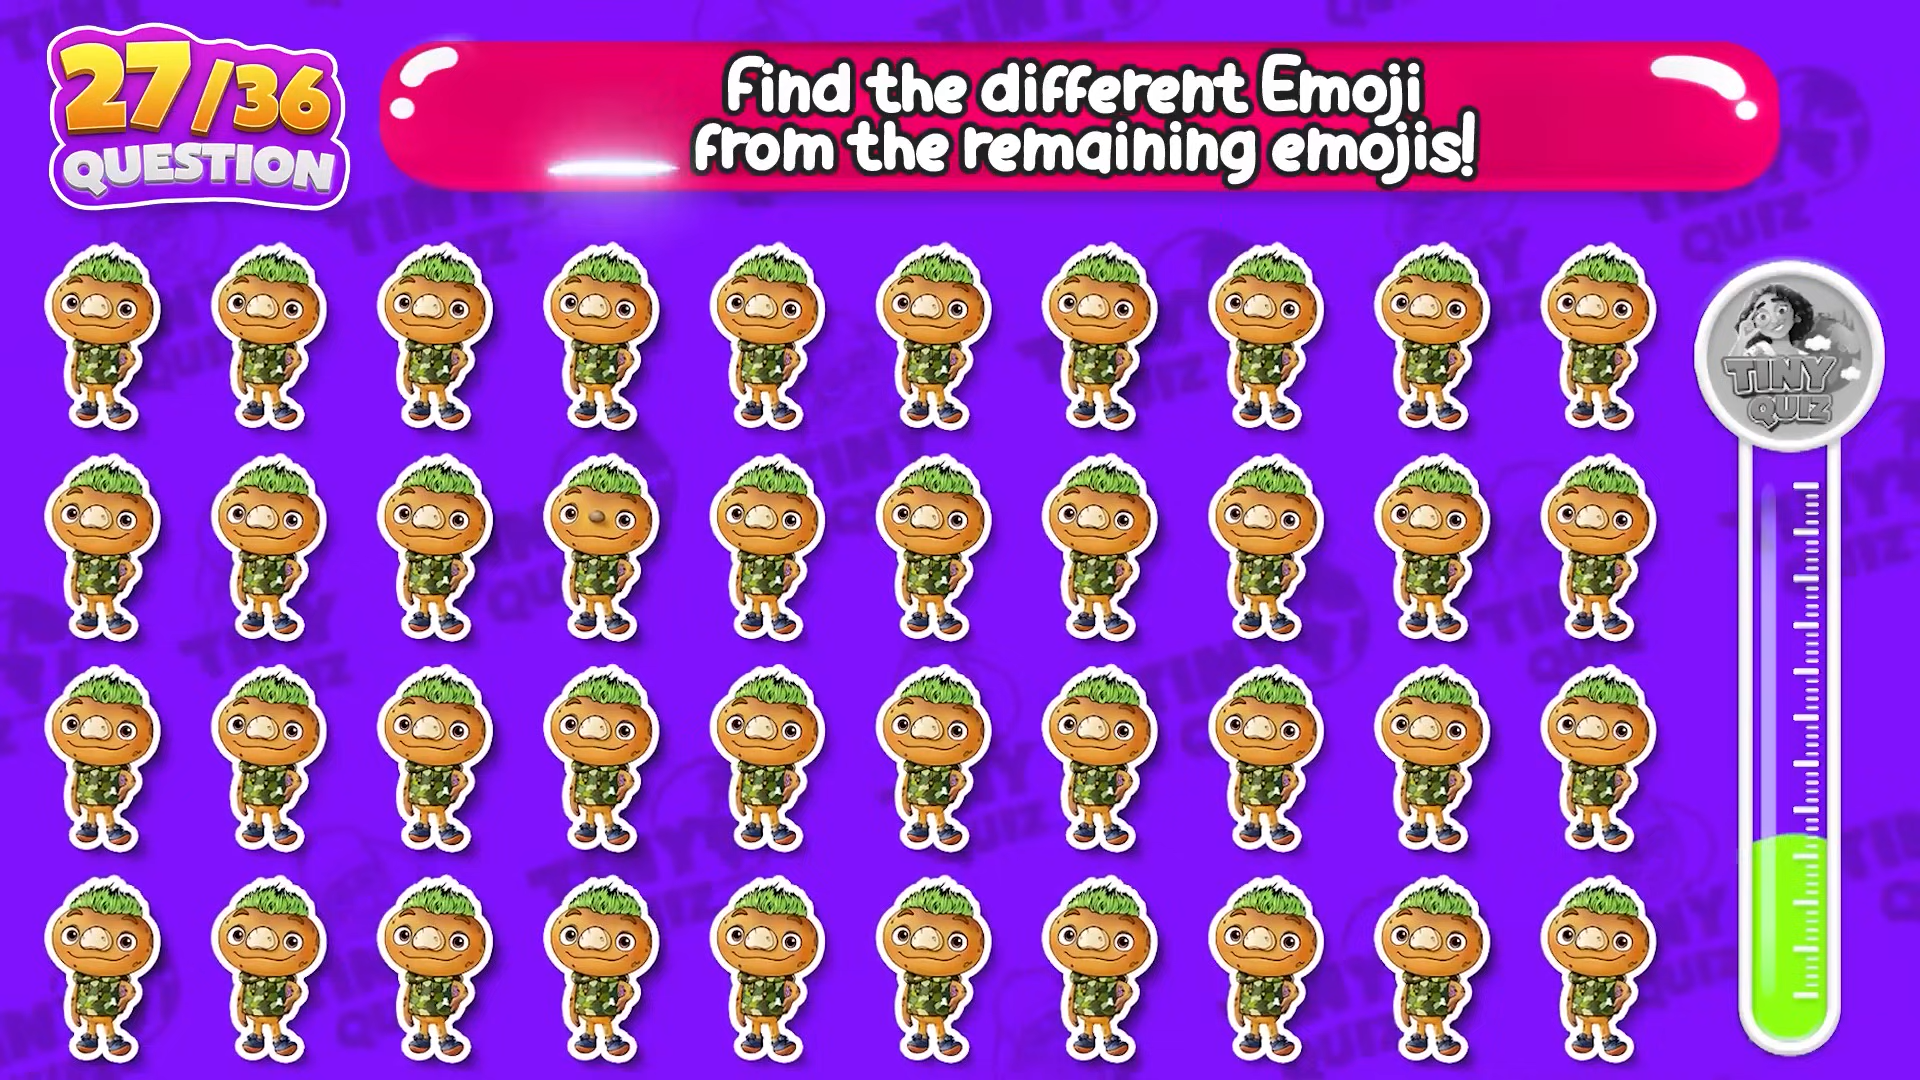 27/36
QUESTION
Find the different Emoji
from the remaining emojis!
TINY
QUIZ